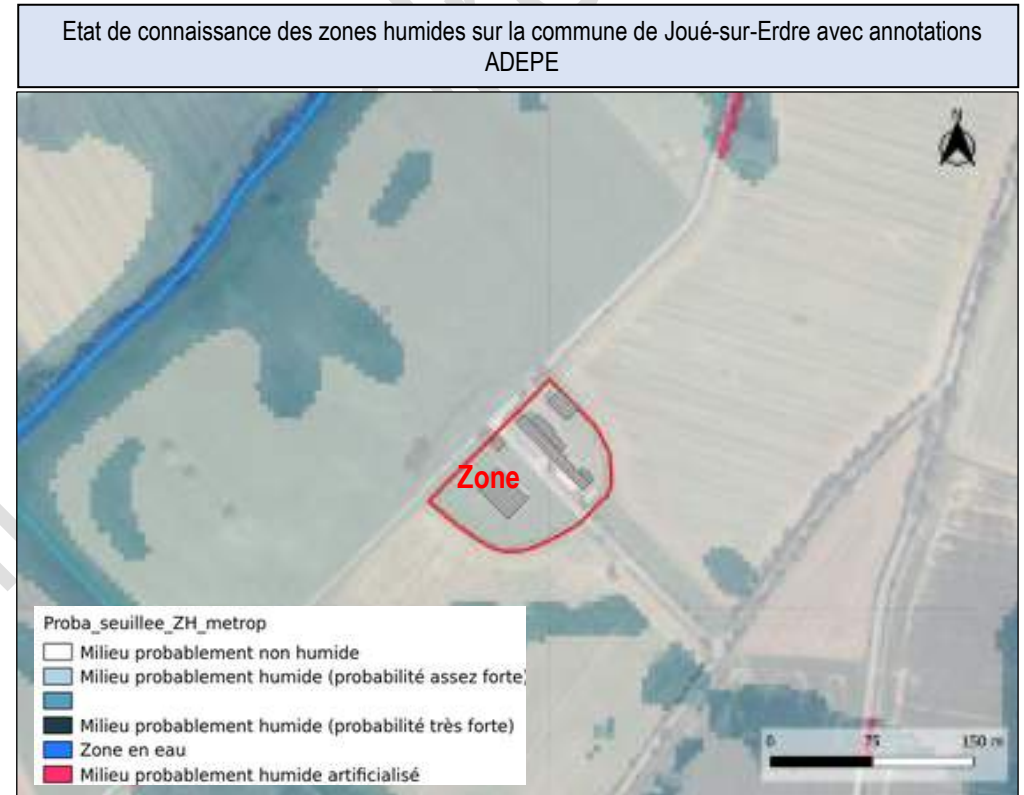 Etat de connaissance des zones humides sur la commune de Joué-sur-Erdre avec annotations
ADEPE
N
Zone
Proba_seuillee_ZH_metrop
Milieu probablement non humide
Milieu probablement humide (probabilité assez forte)
Milieu probablement humide (probabilité très forte)
Zone en eau
Milieu probablement humide artificialisé
0 75 150 m